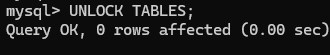 mysql> UNLOCK TABLES;
Query OK, 0 rows affected (0.00 sec)